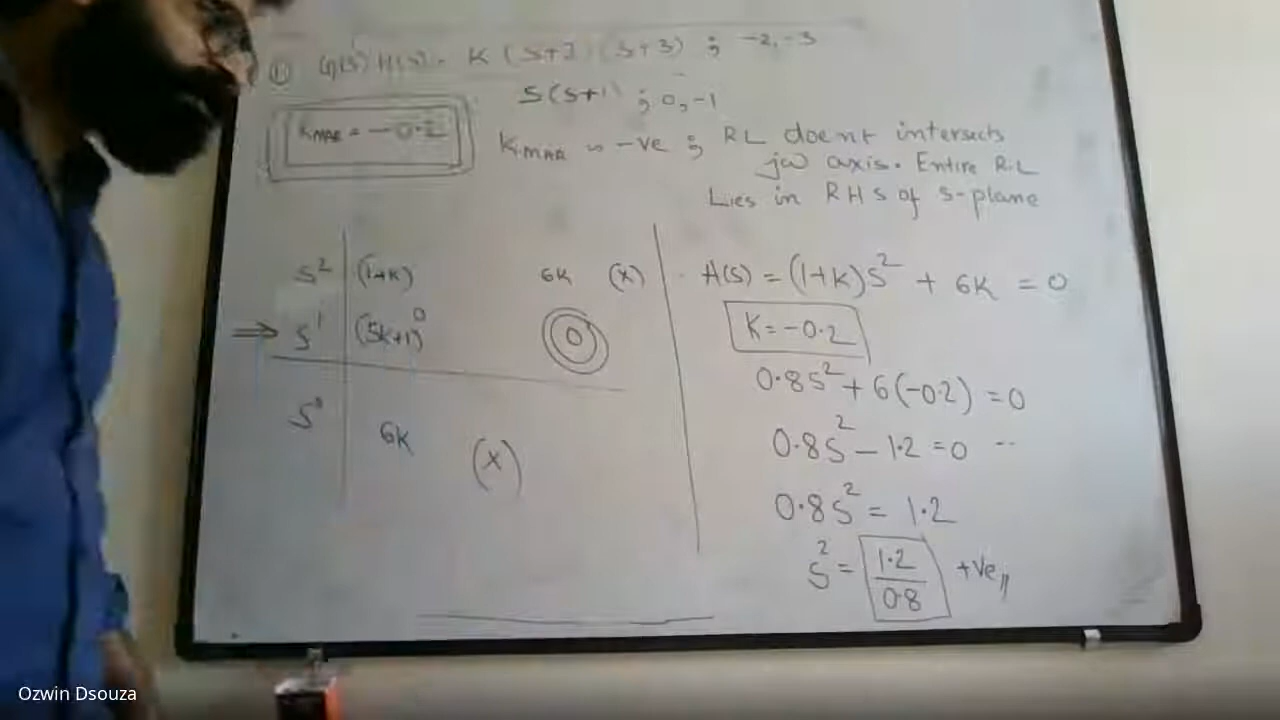 ① G(s) H(s) = K (s+2) (s+3) ; -2, -3
s(s+1) ; 0, -1
KMAR = -0.2
KMAR is -ve ; RL doent intersects
jω axis. Entire R.L
Lies in RHS of s-plane
s² (1+K) 6K (x)
⇒ s¹ (5K+1) 0 0
s⁰ 6K (x)
A(s) = (1+K)s² + 6K = 0
K = -0.2
0.8s² + 6(-0.2) = 0
0.8s² - 1.2 = 0 --
0.8s² = 1.2
s² = 1.2/0.8 +ve//
Ozwin Dsouza